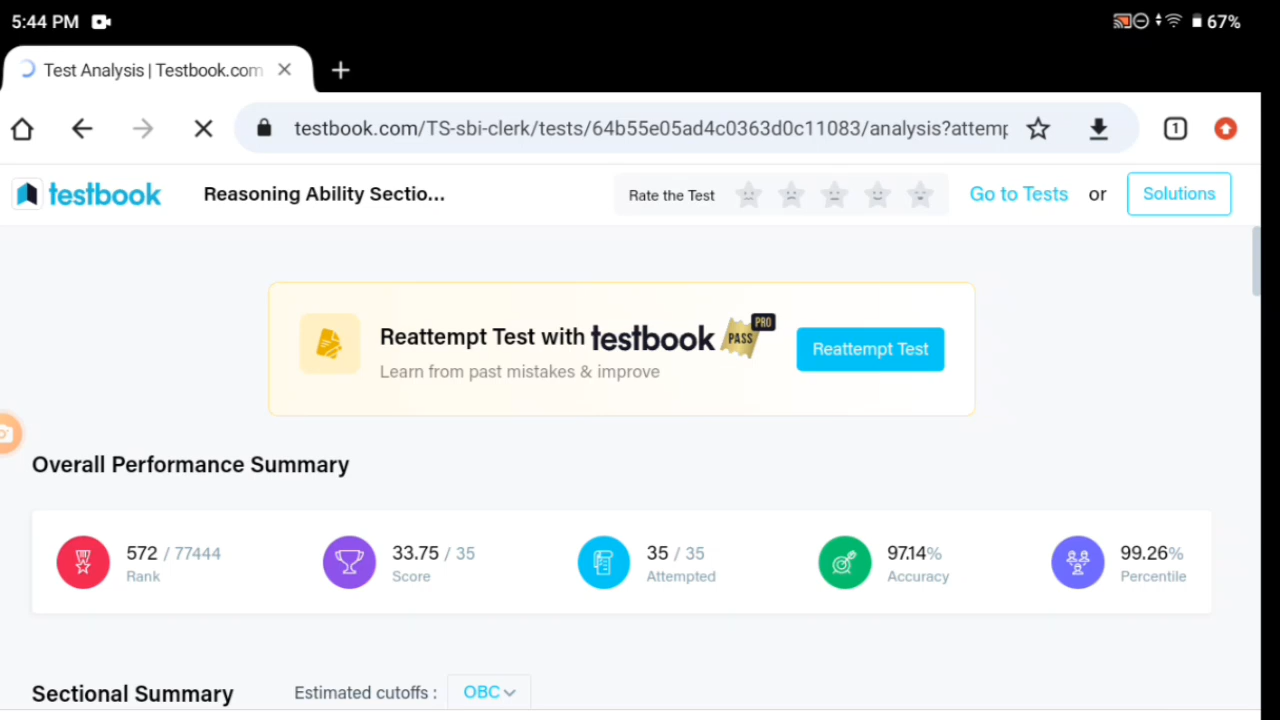 5:44 PM 67%
Test Analysis | Testbook.com
testbook.com/TS-sbi-clerk/tests/64b55e05ad4c0363d0c11083/analysis?attemp 1
testbook Reasoning Ability Sectio... Rate the Test Go to Tests or Solutions
Reattempt Test with testbook PASS PRO
Learn from past mistakes & improve
Reattempt Test
Overall Performance Summary
572 / 77444 33.75 / 35 35 / 35 97.14% 99.26%
Rank Score Attempted Accuracy Percentile
Sectional Summary Estimated cutoffs : OBC